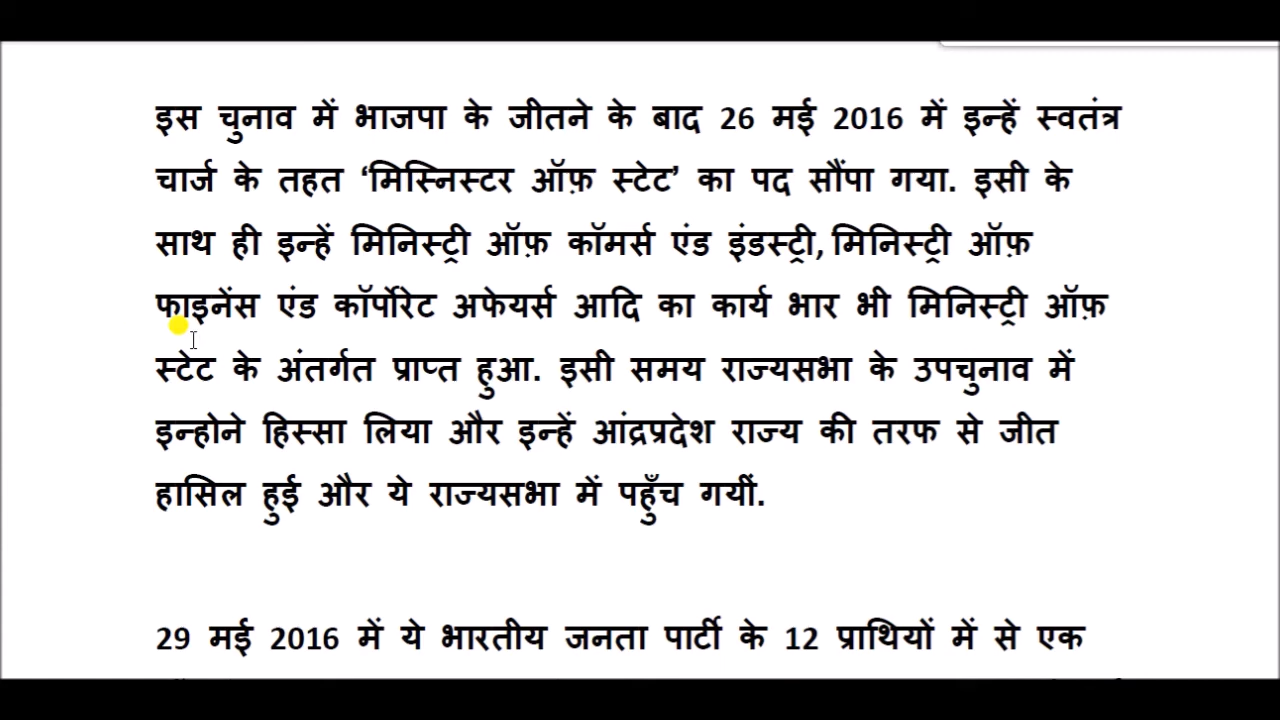 इस चुनाव में भाजपा के जीतने के बाद 26 मई 2016 में इन्हें स्वतंत्र
चार्ज के तहत ‘मिस्निस्टर ऑफ़ स्टेट’ का पद सौंपा गया. इसी के
साथ ही इन्हें मिनिस्ट्री ऑफ़ कॉमर्स एंड इंडस्ट्री, मिनिस्ट्री ऑफ़
फाइनेंस एंड कॉर्पोरेट अफेयर्स आदि का कार्य भार भी मिनिस्ट्री ऑफ़
स्टेट के अंतर्गत प्राप्त हुआ. इसी समय राज्यसभा के उपचुनाव में
इन्होने हिस्सा लिया और इन्हें आंद्रप्रदेश राज्य की तरफ से जीत
हासिल हुई और ये राज्यसभा में पहुँच गयीं.
29 मई 2016 में ये भारतीय जनता पार्टी के 12 प्राथियों में से एक